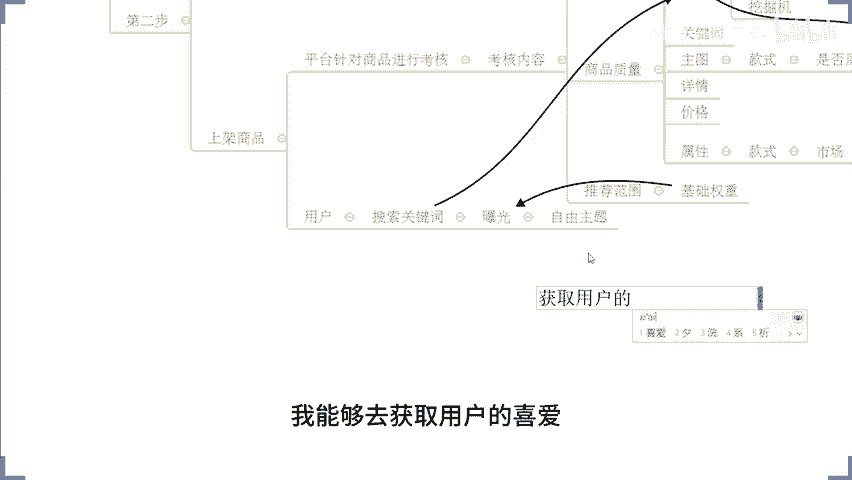 挖掘机
第二步
关键词
平台针对商品进行考核 考核内容
主图 款式
商品质量
详情
价格
上架商品
属性 款式 市场
推荐范围 基础权重
用户 搜索关键词 曝光 自由主题
获取用户的
xi'ai
1 喜爱 2 夕 3 洗 4 系 5 析
我能够去获取用户的喜爱